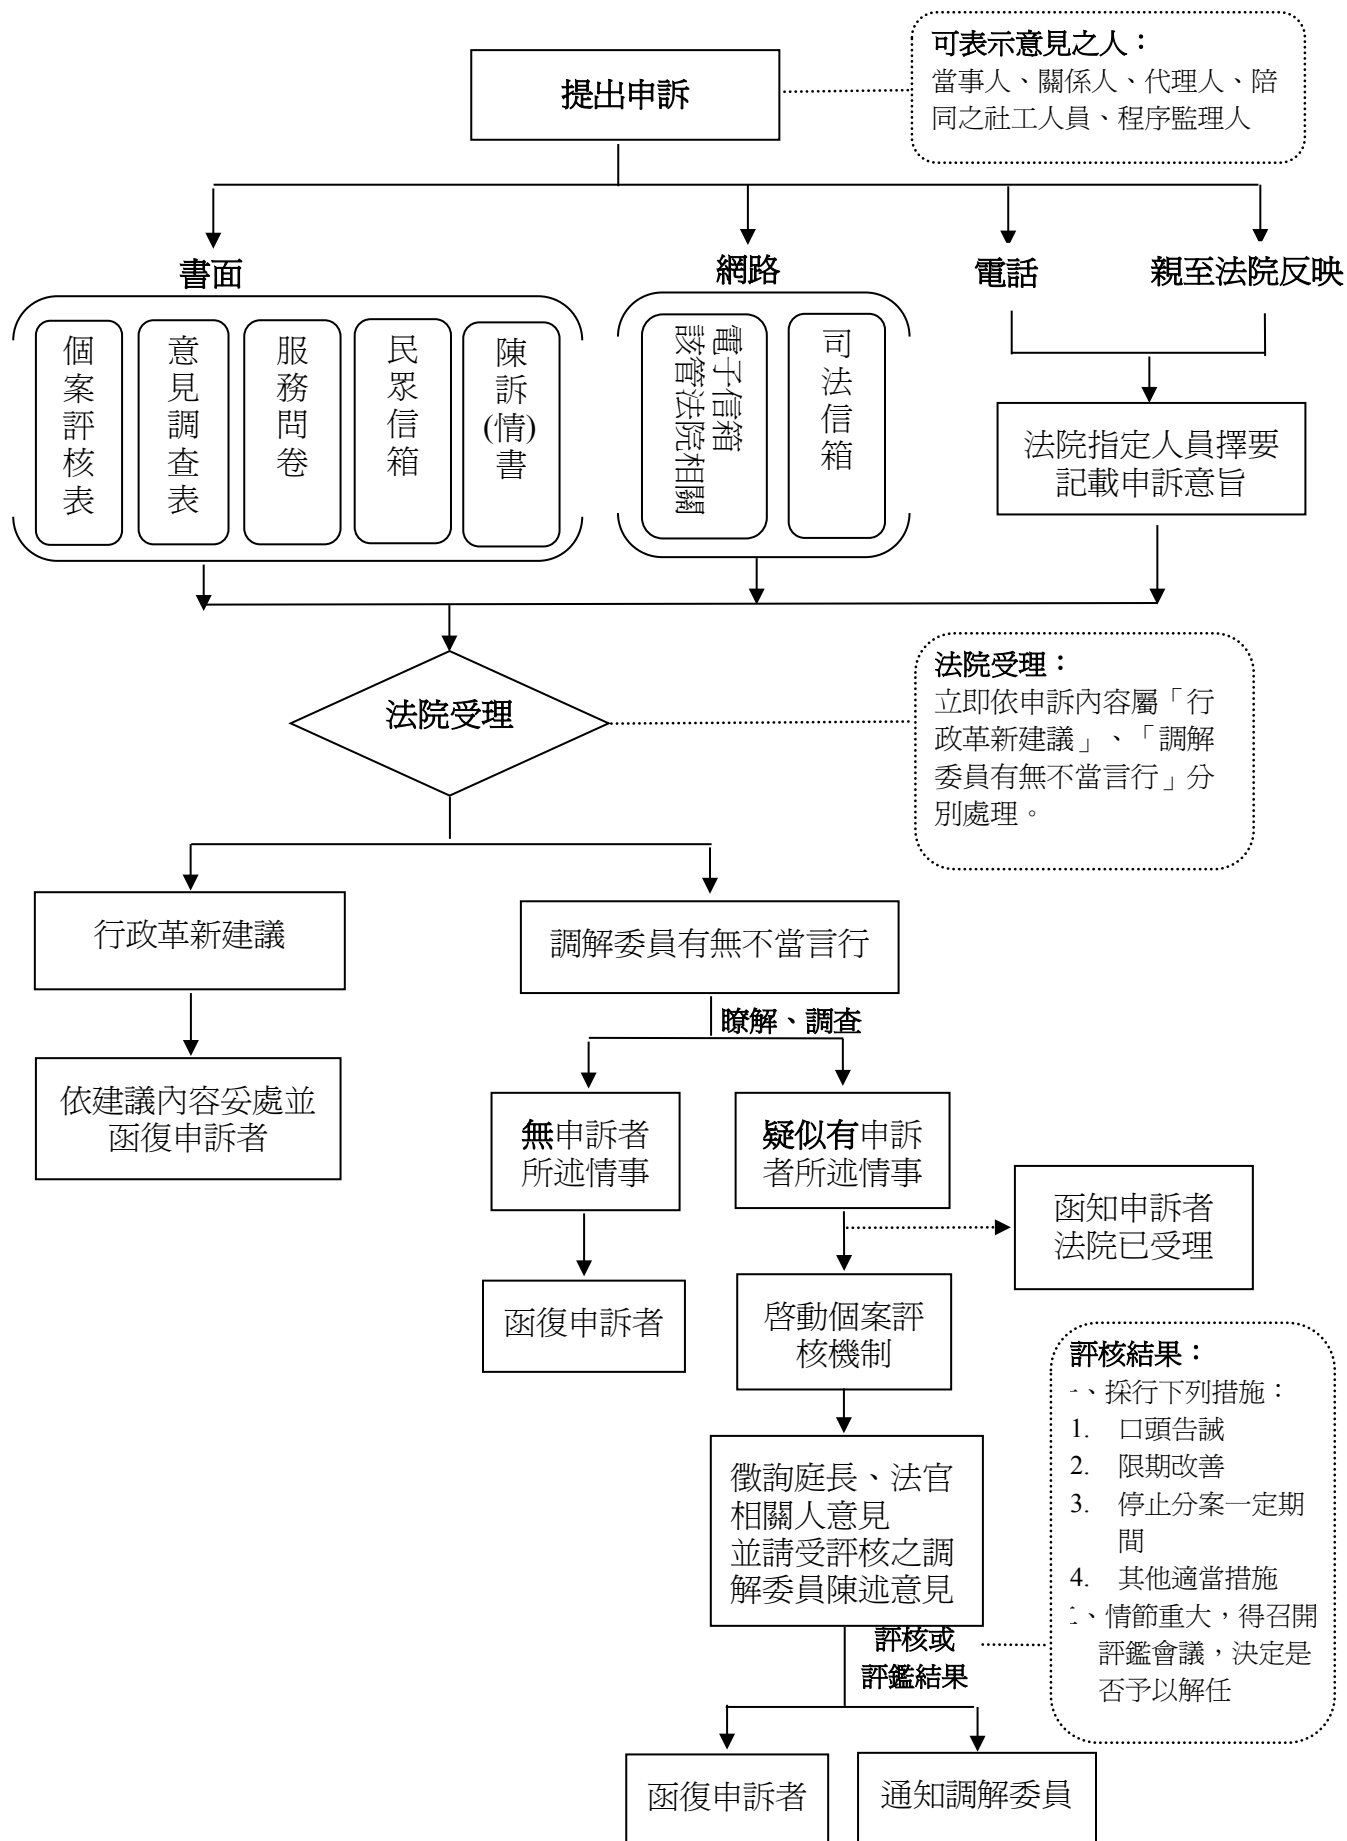 提出申訴
可表示意見之人：
當事人、關係人、代理人、陪
同之社工人員、程序監理人
書面
網路
電話
親至法院反映
個案評核表
意見調查表
服務問卷
民眾信箱
陳訴(情)書
該管法院相關
電子信箱
司法信箱
法院指定人員擇要
記載申訴意旨
法院受理
法院受理：
立即依申訴內容屬「行
政革新建議」、「調解
委員有無不當言行」分
別處理。
行政革新建議
調解委員有無不當言行
瞭解、調查
依建議內容妥處並
函復申訴者
無申訴者
所述情事
疑似有申訴
者所述情事
函知申訴者
法院已受理
函復申訴者
啓動個案評
核機制
評核結果：
一、採行下列措施：
1. 口頭告誡
2. 限期改善
3. 停止分案一定期
間
4. 其他適當措施
二、情節重大，得召開
評鑑會議，決定是
否予以解任
徵詢庭長、法官
相關人意見
並請受評核之調
解委員陳述意見
評核或
評鑑結果
函復申訴者
通知調解委員